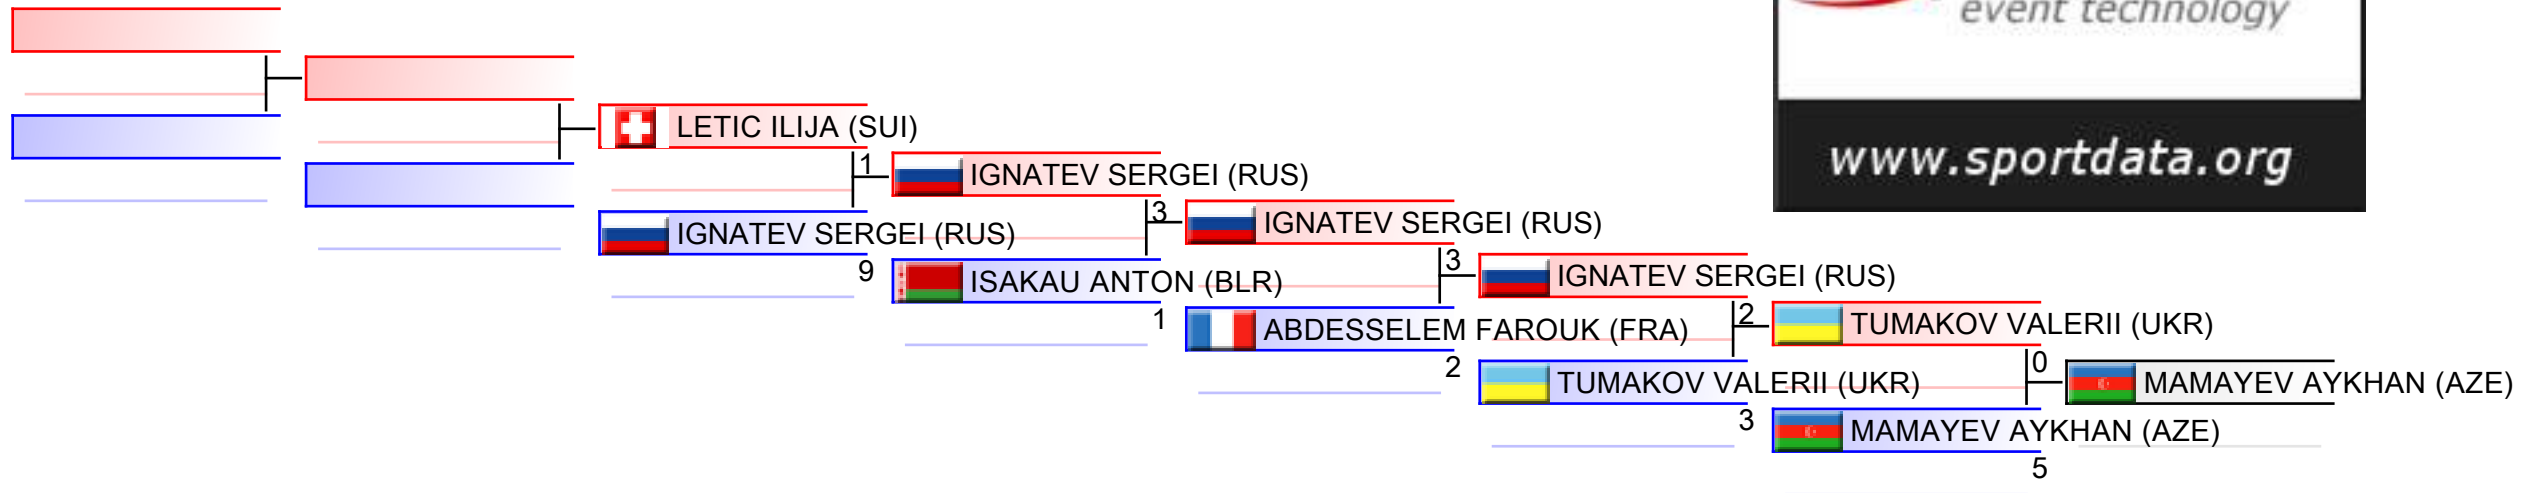 event technology
www.sportdata.org
LETIC ILIJA (SUI)
1
IGNATEV SERGEI (RUS)
9
IGNATEV SERGEI (RUS)
3
ISAKAU ANTON (BLR)
1
IGNATEV SERGEI (RUS)
3
ABDESSELEM FAROUK (FRA)
2
IGNATEV SERGEI (RUS)
2
TUMAKOV VALERII (UKR)
3
TUMAKOV VALERII (UKR)
0
MAMAYEV AYKHAN (AZE)
5
MAMAYEV AYKHAN (AZE)